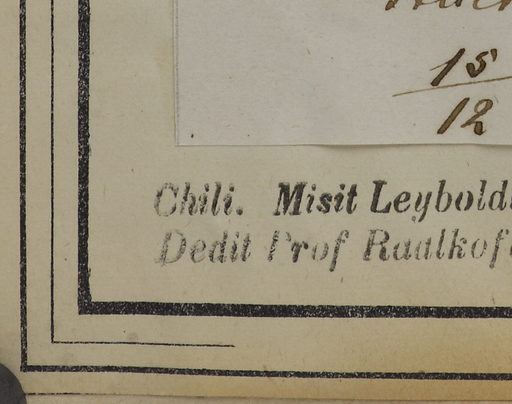 15
12
Chili. Misit Leybold
Dedit Prof Radlkof